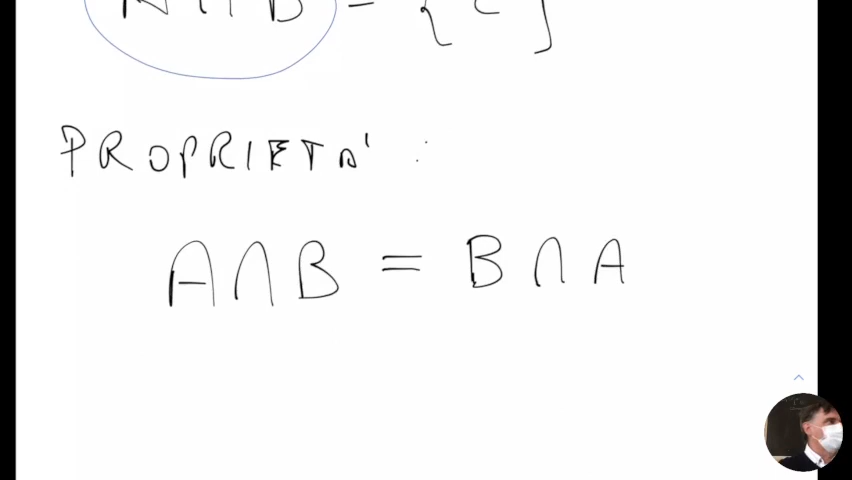 A ∩ B = { c }
PROPRIETA' :
A ∩ B = B ∩ A